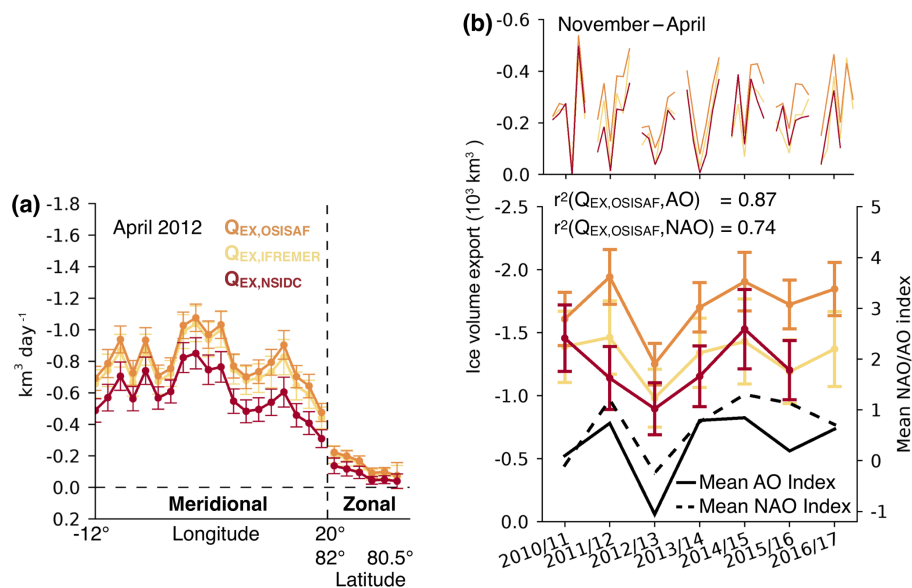 (a)
-1.8
-1.6
-1.4
-1.2
-1.0
-0.8
-0.6
-0.4
-0.2
0.0
0.2
km³ day⁻¹
April 2012
Q_EX,OSISAF
Q_EX,IFREMER
Q_EX,NSIDC
Meridional Zonal
-12° Longitude 20°
82° 80.5°
Latitude
(b)
November – April
-0.6
-0.4
-0.2
0.0
Ice volume export (10³ km³)
r²(Q_EX,OSISAF,AO) = 0.87
r²(Q_EX,OSISAF,NAO) = 0.74
-2.5
-2.0
-1.5
-1.0
-0.5
0.0
5
4
3
2
1
0
-1
Mean NAO/AO index
Mean AO Index
Mean NAO Index
2010/11 2011/12 2012/13 2013/14 2014/15 2015/16 2016/17